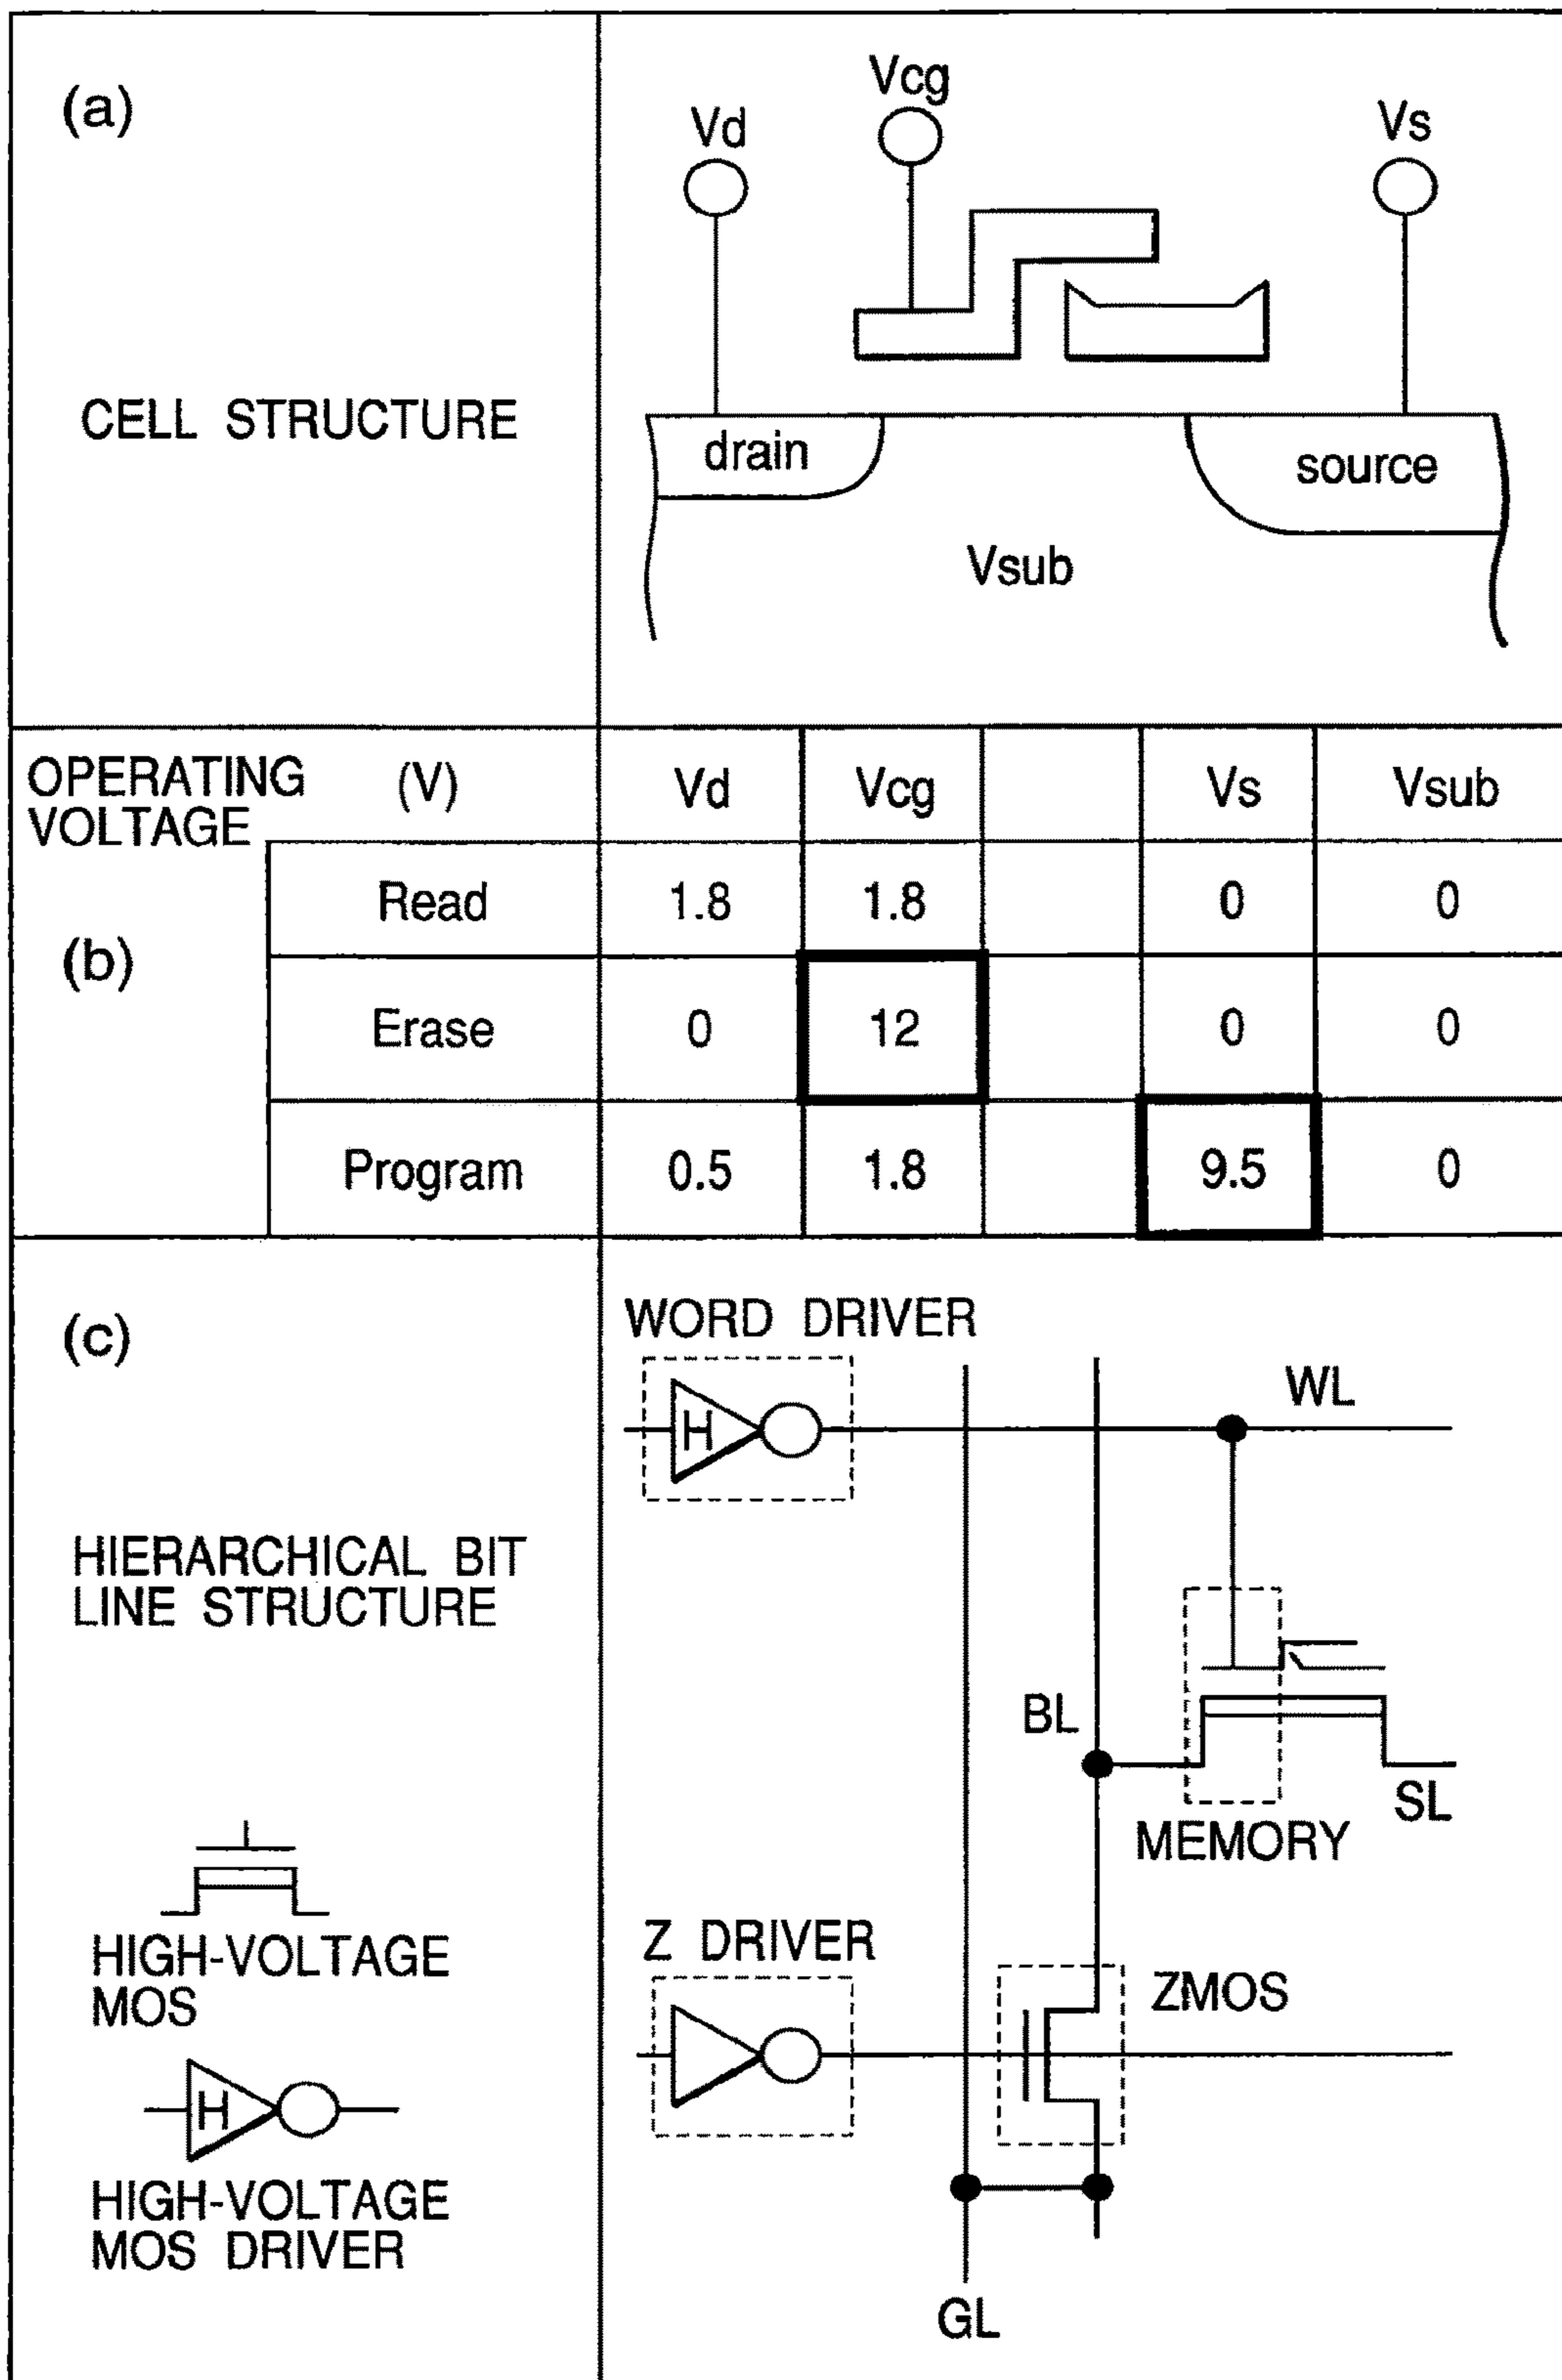 (a)
CELL STRUCTURE
Vd
Vcg
Vs
drain
source
Vsub
OPERATING
VOLTAGE
(V)
Vd Vcg Vs Vsub
(b)
Read 1.8 1.8 0 0
Erase 0 12 0 0
Program 0.5 1.8 9.5 0
(c)
HIERARCHICAL BIT
LINE STRUCTURE
HIGH-VOLTAGE
MOS
H
HIGH-VOLTAGE
MOS DRIVER
WORD DRIVER
H
WL
BL
SL
MEMORY
Z DRIVER
ZMOS
GL